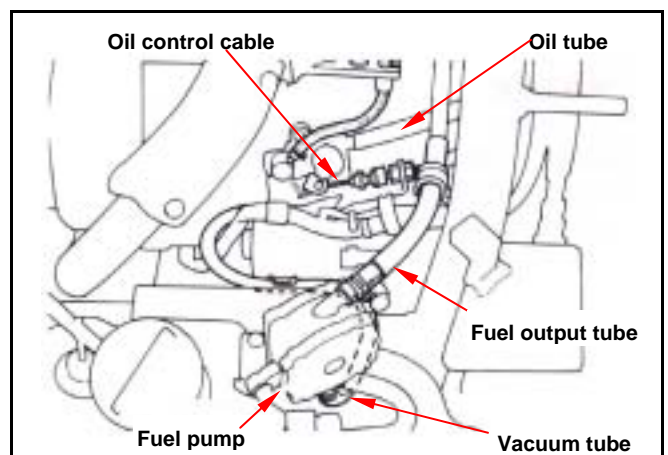 Oil control cable
Oil tube
Fuel output tube
Fuel pump
Vacuum tube